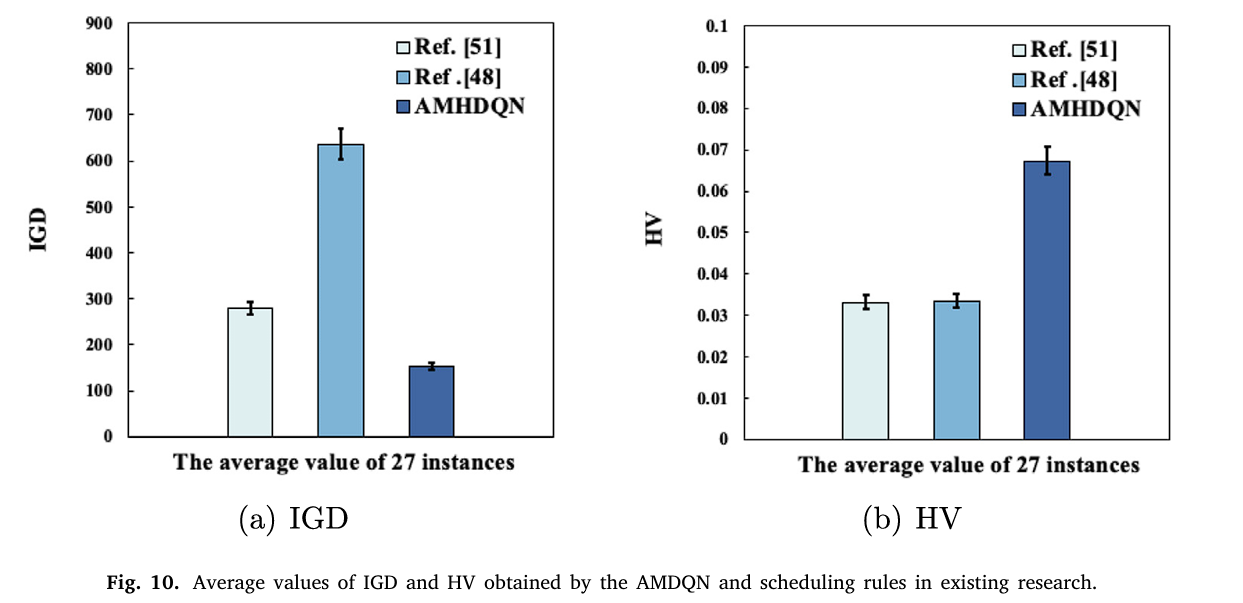 900
800
700
600
500
400
300
200
100
0
IGD
Ref. [51]
Ref .[48]
AMHDQN
The average value of 27 instances
(a) IGD
0.1
0.09
0.08
0.07
0.06
0.05
0.04
0.03
0.02
0.01
0
HV
Ref. [51]
Ref .[48]
AMHDQN
The average value of 27 instances
(b) HV
Fig. 10. Average values of IGD and HV obtained by the AMDQN and scheduling rules in existing research.